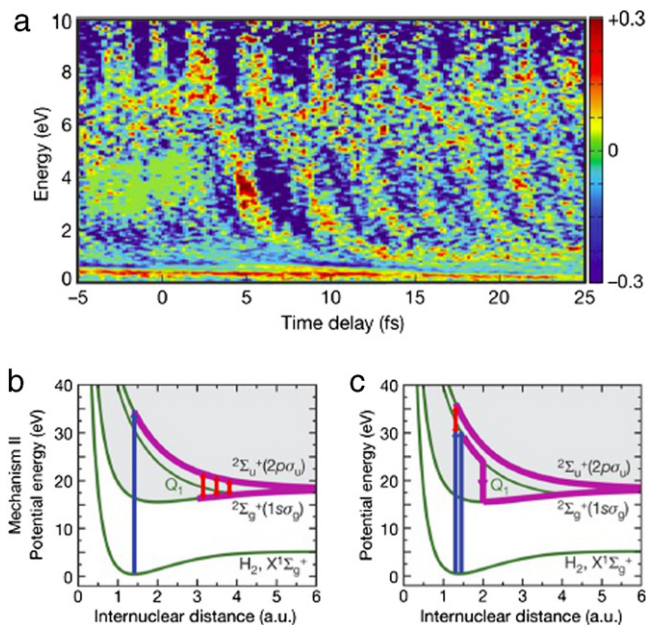 a
Energy (eV)
10
8
6
4
2
0
−5 0 5 10 15 20 25
Time delay (fs)
+0.3
0
−0.3
b
Mechanism II
Potential energy (eV)
40
35
30
25
20
15
10
5
0
²Σᵤ⁺(2pσᵤ)
Q₁
²Σg⁺(1sσg)
H₂, X¹Σg⁺
0 1 2 3 4 5 6
Internuclear distance (a.u.)
c
Potential energy (eV)
40
35
30
25
20
15
10
5
0
²Σᵤ⁺(2pσᵤ)
Q₁
²Σg⁺(1sσg)
H₂, X¹Σg⁺
0 1 2 3 4 5 6
Internuclear distance (a.u.)